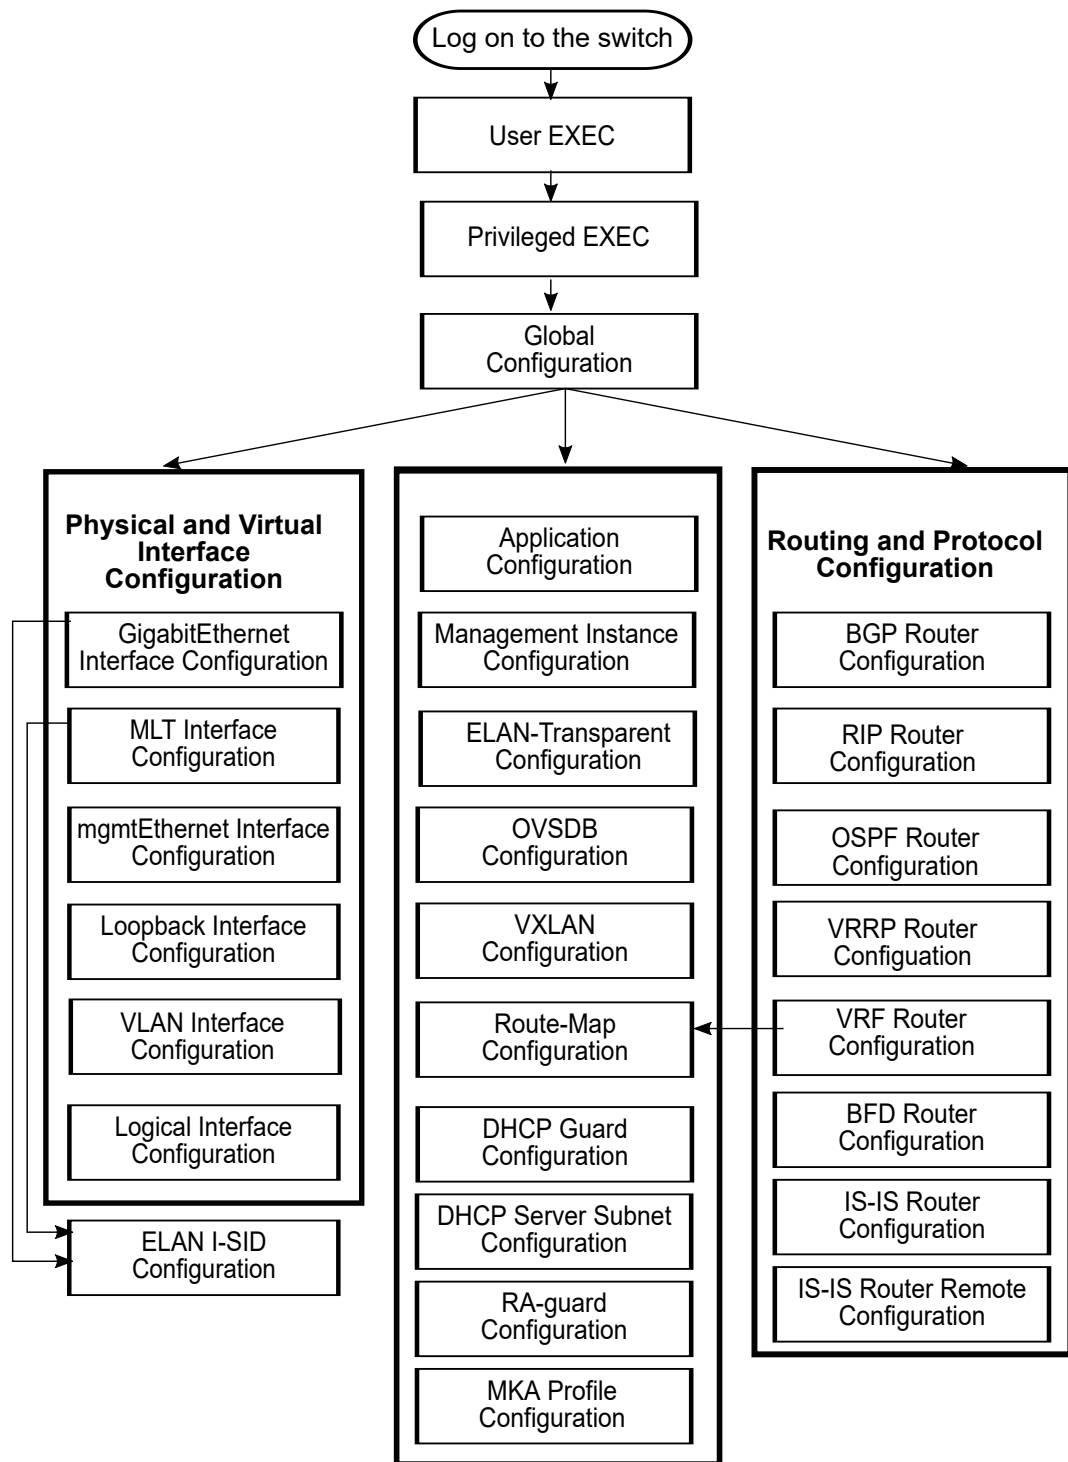 Log on to the switch
User EXEC
Privileged EXEC
Global
Configuration
Physical and Virtual
Interface
Configuration
GigabitEthernet
Interface Configuration
MLT Interface
Configuration
mgmtEthernet Interface
Configuration
Loopback Interface
Configuration
VLAN Interface
Configuration
Logical Interface
Configuration
ELAN I-SID
Configuration
Application
Configuration
Management Instance
Configuration
ELAN-Transparent
Configuration
OVSDB
Configuration
VXLAN
Configuration
Route-Map
Configuration
DHCP Guard
Configuration
DHCP Server Subnet
Configuration
RA-guard
Configuration
MKA Profile
Configuration
Routing and Protocol
Configuration
BGP Router
Configuration
RIP Router
Configuration
OSPF Router
Configuration
VRRP Router
Configuation
VRF Router
Configuration
BFD Router
Configuration
IS-IS Router
Configuration
IS-IS Router Remote
Configuration